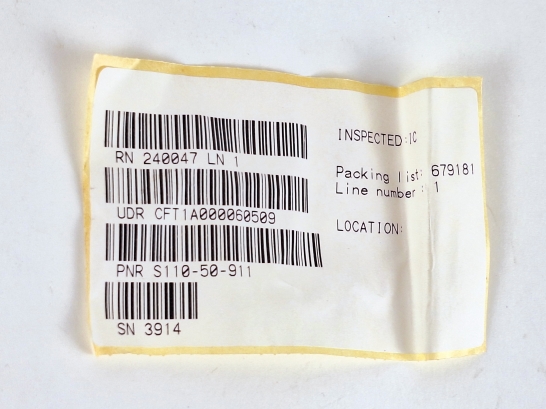 RN 240047 LN 1
UDR CFT1A000060509
PNR S110-50-911
SN 3914
INSPECTED:IC
Packing list: 679181
Line number : 1
LOCATION: